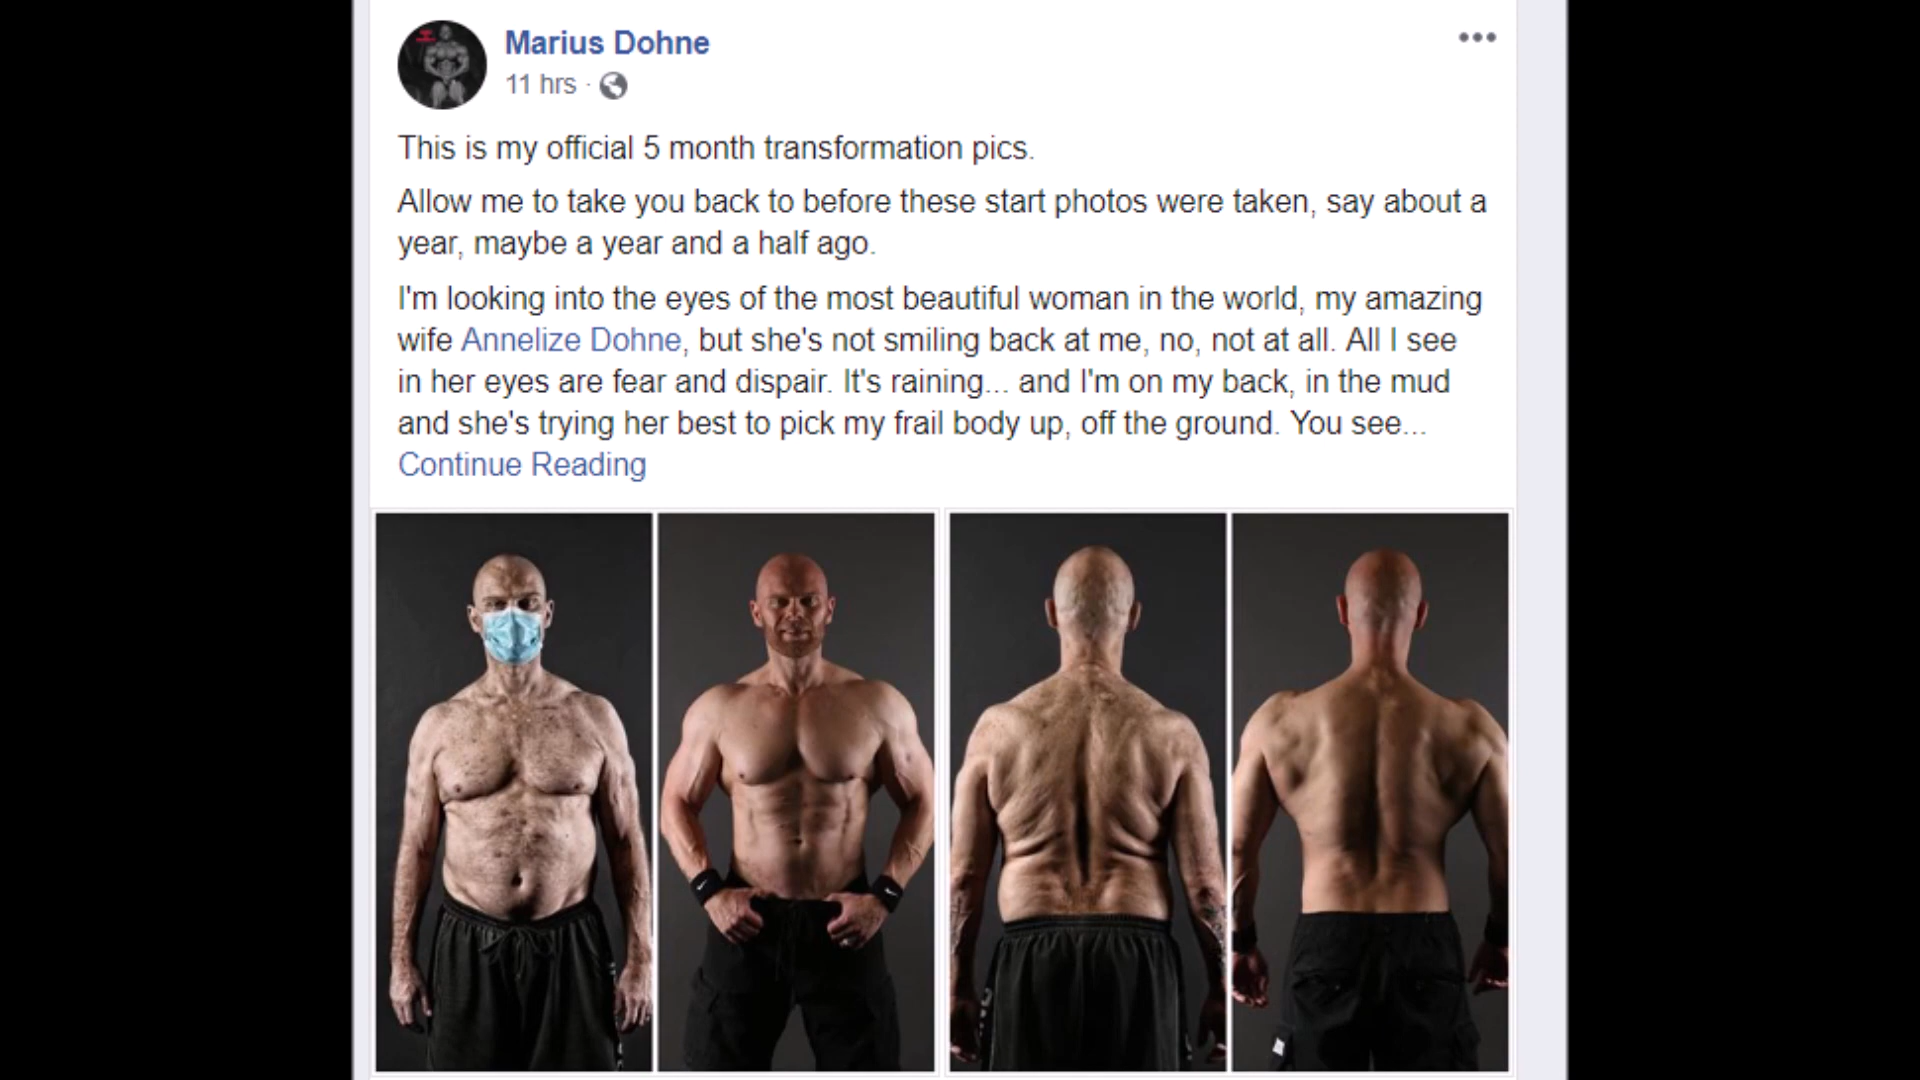 Marius Dohne
11 hrs ·
This is my official 5 month transformation pics.
Allow me to take you back to before these start photos were taken, say about a
year, maybe a year and a half ago.
I'm looking into the eyes of the most beautiful woman in the world, my amazing
wife Annelize Dohne, but she's not smiling back at me, no, not at all. All I see
in her eyes are fear and dispair. It's raining... and I'm on my back, in the mud
and she's trying her best to pick my frail body up, off the ground. You see...
Continue Reading